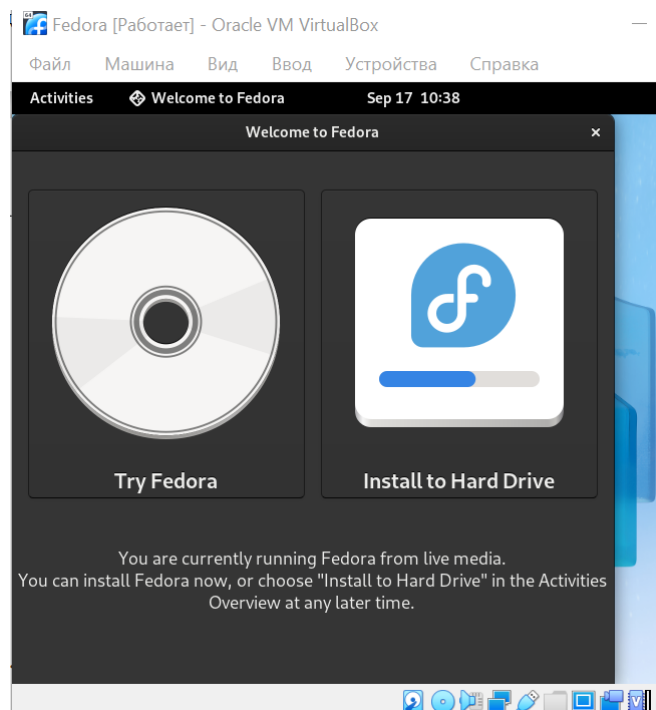 Fedora [Работает] - Oracle VM VirtualBox
Файл Машина Вид Ввод Устройства Справка
Activities Welcome to Fedora Sep 17 10:38
Welcome to Fedora
Try Fedora
Install to Hard Drive
You are currently running Fedora from live media.
You can install Fedora now, or choose "Install to Hard Drive" in the Activities
Overview at any later time.